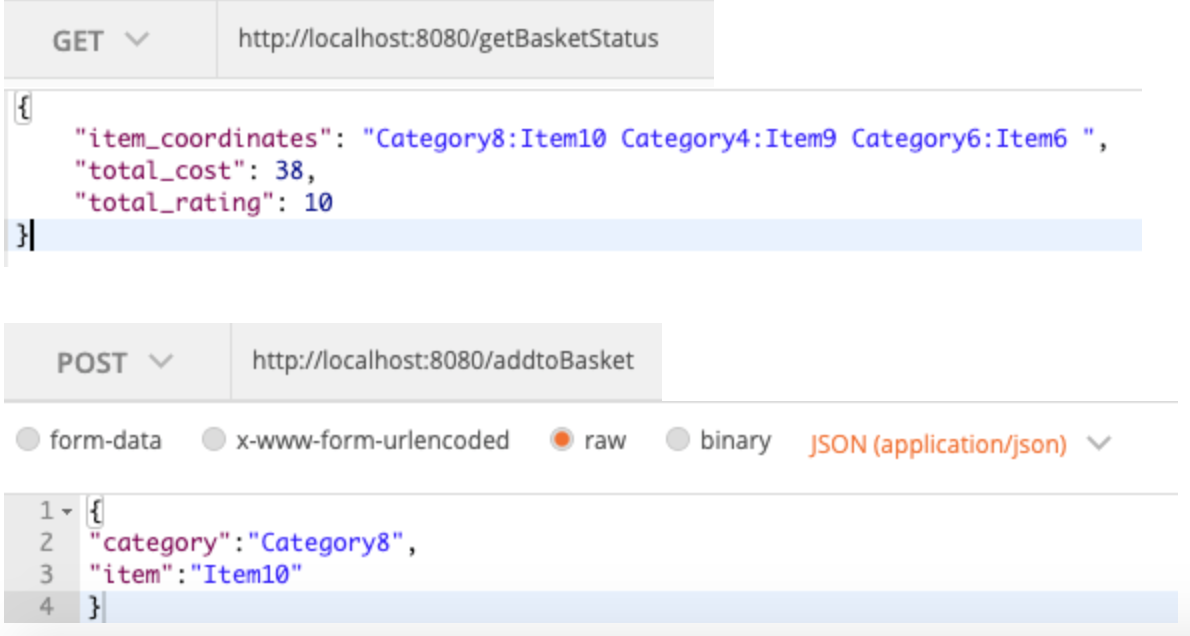 GET http://localhost:8080/getBasketStatus
{
"item_coordinates": "Category8:Item10 Category4:Item9 Category6:Item6 ",
"total_cost": 38,
"total_rating": 10
}
POST http://localhost:8080/addtoBasket
form-data x-www-form-urlencoded raw binary JSON (application/json)
1 {
2 "category":"Category8",
3 "item":"Item10"
4 }